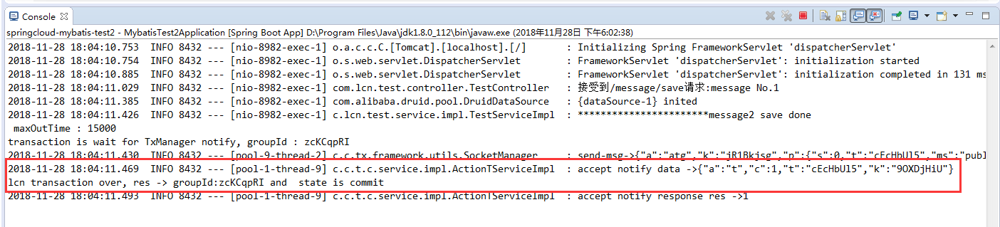 Console
springcloud-mybatis-test2 - MybatisTest2Application [Spring Boot App] D:\Program Files\Java\jdk1.8.0_112\bin\javaw.exe (2018年11月28日 下午6:02:38)
2018-11-28 18:04:10.753  INFO 8432 --- [nio-8982-exec-1] o.a.c.c.C.[Tomcat].[localhost].[/]       : Initializing Spring FrameworkServlet 'dispatcherServlet'
2018-11-28 18:04:10.754  INFO 8432 --- [nio-8982-exec-1] o.s.web.servlet.DispatcherServlet        : FrameworkServlet 'dispatcherServlet': initialization started
2018-11-28 18:04:10.885  INFO 8432 --- [nio-8982-exec-1] o.s.web.servlet.DispatcherServlet        : FrameworkServlet 'dispatcherServlet': initialization completed in 131 ms
2018-11-28 18:04:11.029  INFO 8432 --- [nio-8982-exec-1] com.lcn.test.controller.TestController   : 接受到/message/save请求:message No.1
2018-11-28 18:04:11.385  INFO 8432 --- [nio-8982-exec-1] com.alibaba.druid.pool.DruidDataSource   : {dataSource-1} inited
2018-11-28 18:04:11.426  INFO 8432 --- [nio-8982-exec-1] c.lcn.test.service.impl.TestServiceImpl  : ***********************message2 save done
maxOutTime : 15000
transaction is wait for TxManager notify, groupId : zcKCqpRI
2018-11-28 18:04:11.430  INFO 8432 --- [pool-9-thread-2] c.c.tx.framework.utils.SocketManager     : send-msg->{"a":"atg","k":"jR1Bkjsg","p":{"s":0,"t":"cEcHbUl5","ms":"publ
2018-11-28 18:04:11.469  INFO 8432 --- [pool-1-thread-9] c.c.t.c.service.impl.ActionTServiceImpl  : accept notify data ->{"a":"t","c":1,"t":"cEcHbUl5","k":"9OXDjHiU"}
lcn transaction over, res -> groupId:zcKCqpRI and  state is commit
2018-11-28 18:04:11.493  INFO 8432 --- [pool-1-thread-9] c.c.t.c.service.impl.ActionTServiceImpl  : accept notify response res ->1